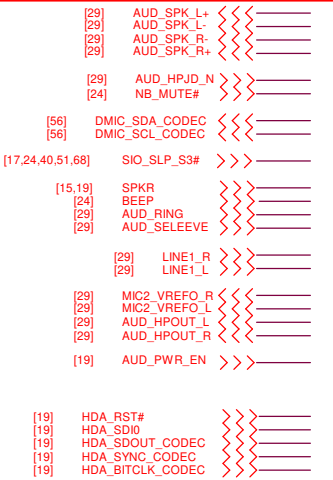 [29] AUD_SPK_L+
[29] AUD_SPK_L-
[29] AUD_SPK_R-
[29] AUD_SPK_R+
[29] AUD_HPJD_N
[24] NB_MUTE#
[56] DMIC_SDA_CODEC
[56] DMIC_SCL_CODEC
[17,24,40,51,68] SIO_SLP_S3#
[15,19] SPKR
[24] BEEP
[29] AUD_RING
[29] AUD_SELEEVE
[29] LINE1_R
[29] LINE1_L
[29] MIC2_VREFO_R
[29] MIC2_VREFO_L
[29] AUD_HPOUT_L
[29] AUD_HPOUT_R
[19] AUD_PWR_EN
[19] HDA_RST#
[19] HDA_SDI0
[19] HDA_SDOUT_CODEC
[19] HDA_SYNC_CODEC
[19] HDA_BITCLK_CODEC